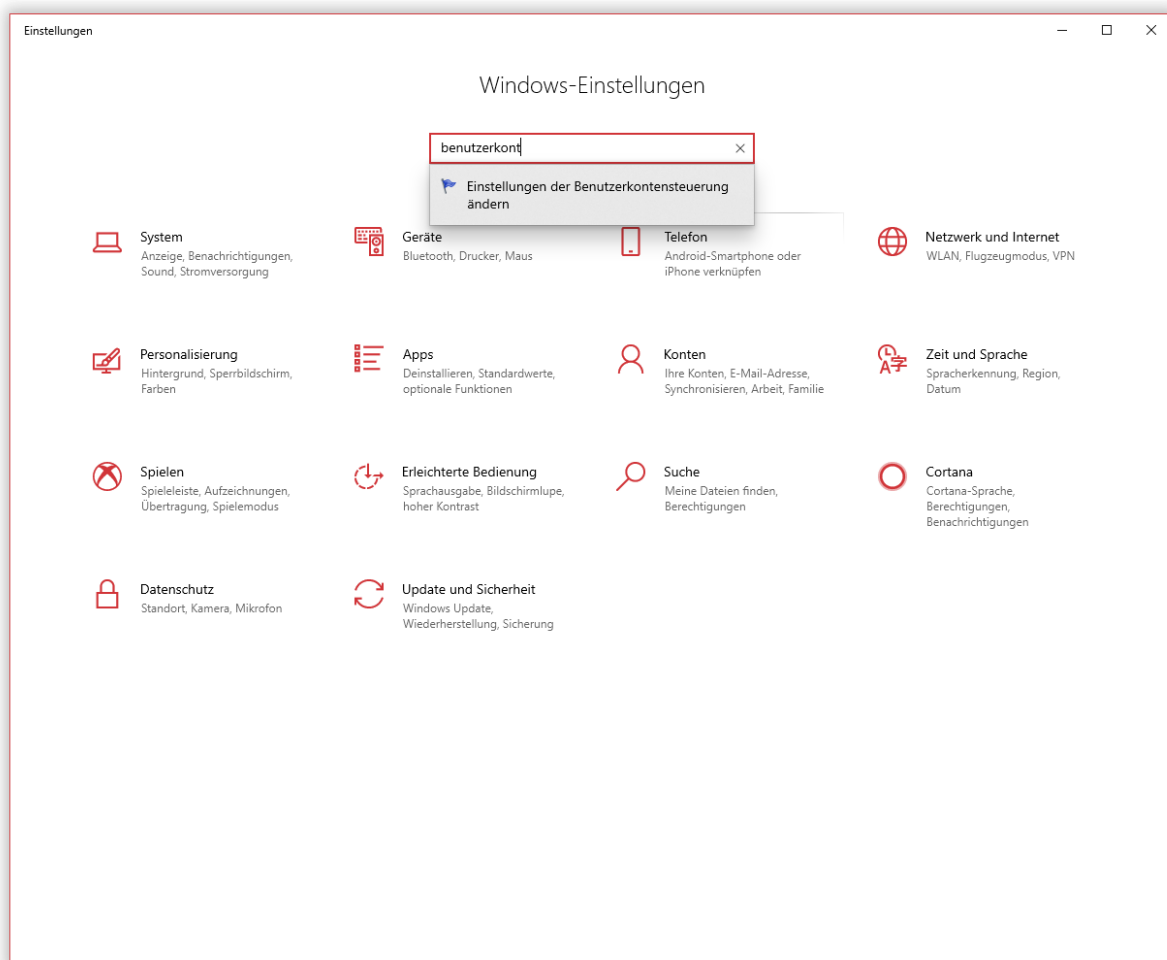 Einstellungen
Windows-Einstellungen
benutzerkont
Einstellungen der Benutzerkontensteuerung
ändern
System
Anzeige, Benachrichtigungen,
Sound, Stromversorgung
Geräte
Bluetooth, Drucker, Maus
Telefon
Android-Smartphone oder
iPhone verknüpfen
Netzwerk und Internet
WLAN, Flugzeugmodus, VPN
Personalisierung
Hintergrund, Sperrbildschirm,
Farben
Apps
Deinstallieren, Standardwerte,
optionale Funktionen
Konten
Ihre Konten, E-Mail-Adresse,
Synchronisieren, Arbeit, Familie
Zeit und Sprache
Spracherkennung, Region,
Datum
Spielen
Spieleleiste, Aufzeichnungen,
Übertragung, Spielemodus
Erleichterte Bedienung
Sprachausgabe, Bildschirmlupe,
hoher Kontrast
Suche
Meine Dateien finden,
Berechtigungen
Cortana
Cortana-Sprache,
Berechtigungen,
Benachrichtigungen
Datenschutz
Standort, Kamera, Mikrofon
Update und Sicherheit
Windows Update,
Wiederherstellung, Sicherung